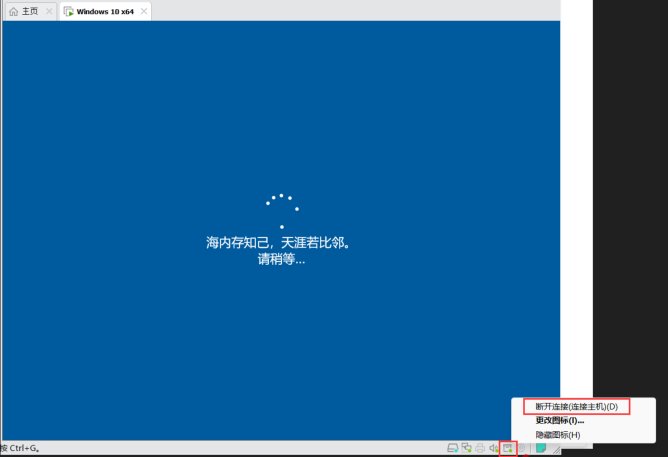 主页
Windows 10 x64
海内存知己，天涯若比邻。
请稍等...
断开连接(连接主机)(D)
更改图标(I)...
隐藏图标(H)
按 Ctrl+G。